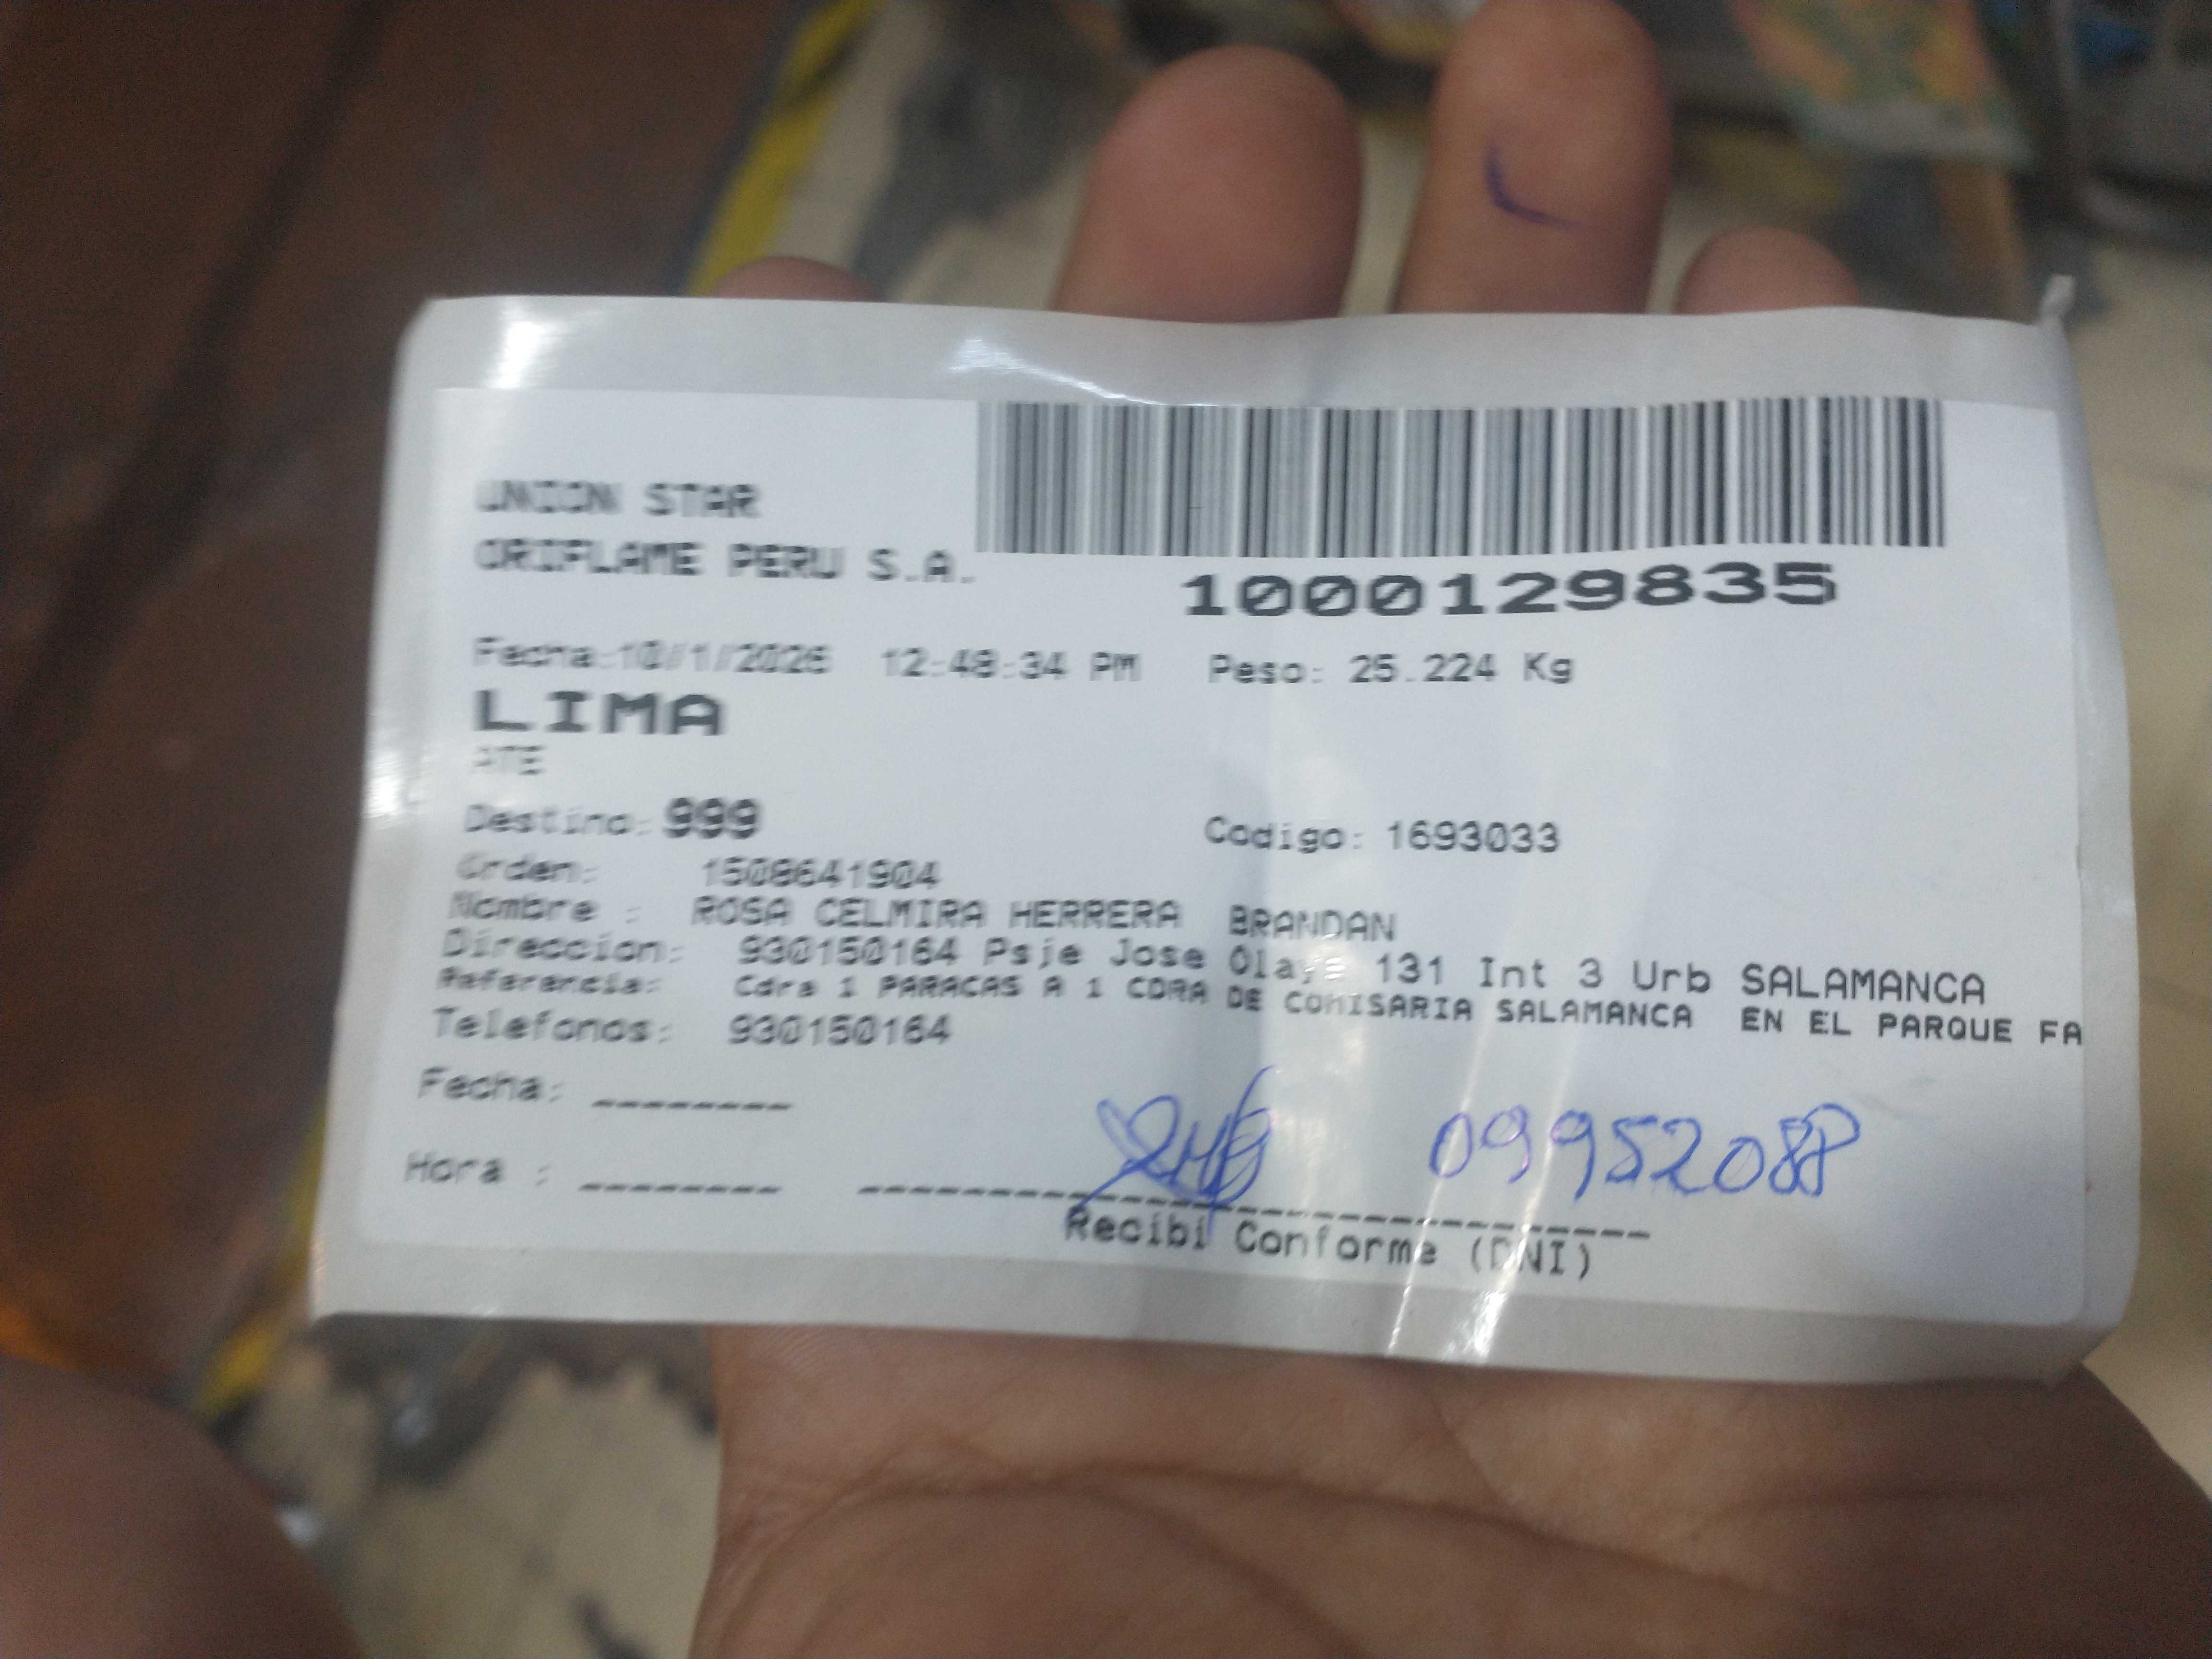 UNION STAR
ORIFLAME PERU S.A.
1000129835
Fecha:10/1/2026 12:48:34 PM Peso: 25.224 Kg
LIMA
ATE
Destino: 999 Codigo: 1693033
Orden: 1508641904
Nombre : ROSA CELMIRA HERRERA BRANDAN
Direccion: 930150164 Psje Jose Olaya 131 Int 3 Urb SALAMANCA
Referencia: Cdra 1 PARACAS A 1 CDRA DE COMISARIA SALAMANCA EN EL PARQUE FA
Telefonos: 930150164
Fecha: ________
Hora : ________
09952088
Recibi Conforme (DNI)